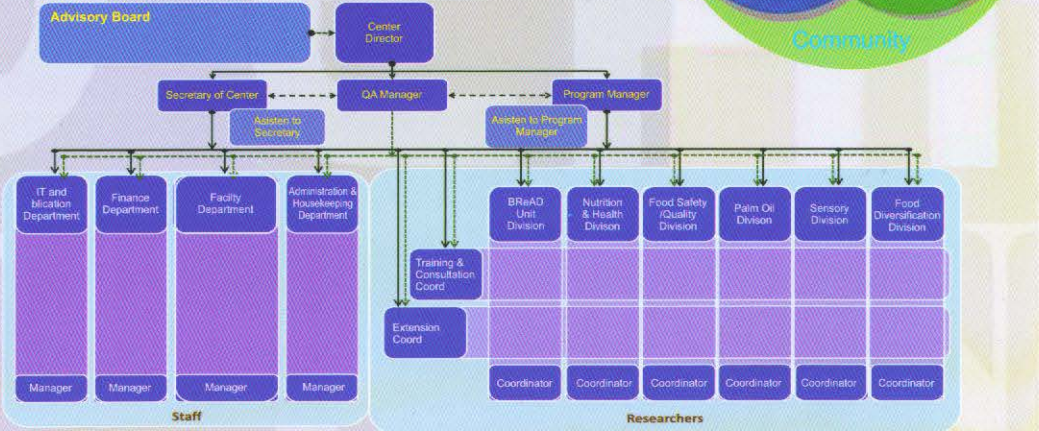 Advisory Board
Center
Director
Community
Secretary of Center
QA Manager
Program Manager
Asisten to
Secretary
Asisten to Program
Manager
IT and
blication
Department
Finance
Department
Facilty
Department
Administration &
Housekeeping
Department
BReAD
Unit
Division
Nutrition
& Health
Divison
Food Safety
/Quality
Division
Palm Oil
Divison
Sensory
Division
Food
Diversification
Division
Training &
Consultation
Coord
Extension
Coord
Manager
Manager
Manager
Manager
Coordinator
Coordinator
Coordinator
Coordinator
Coordinator
Coordinator
Staff
Researchers